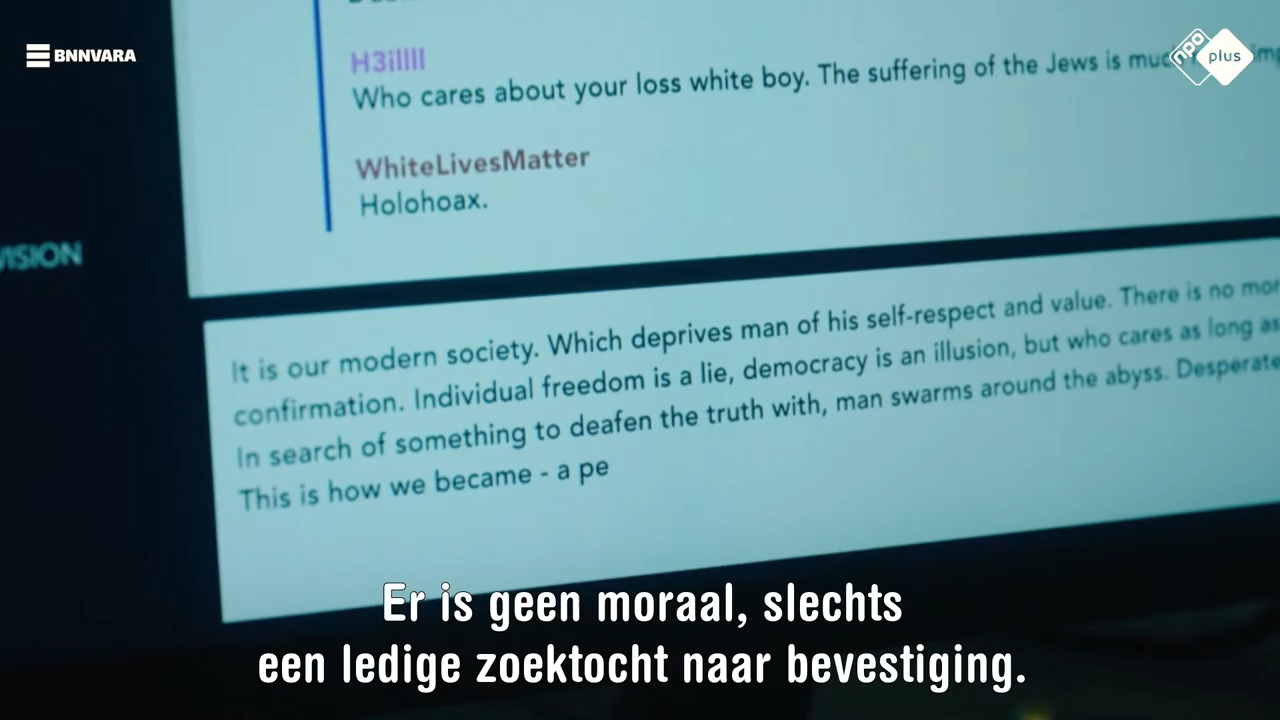 BNNVARA
npo
plus
H3illll
Who cares about your loss white boy. The suffering of the Jews is
WhiteLivesMatter
Holohoax.
VISION
It is our modern society. Which deprives man of his self-respect and value. There is no
confirmation. Individual freedom is a lie, democracy is an illusion, but who cares as long as
In search of something to deafen the truth with, man swarms around the abyss. Desperate
This is how we became - a pe
Er is geen moraal, slechts
een ledige zoektocht naar bevestiging.